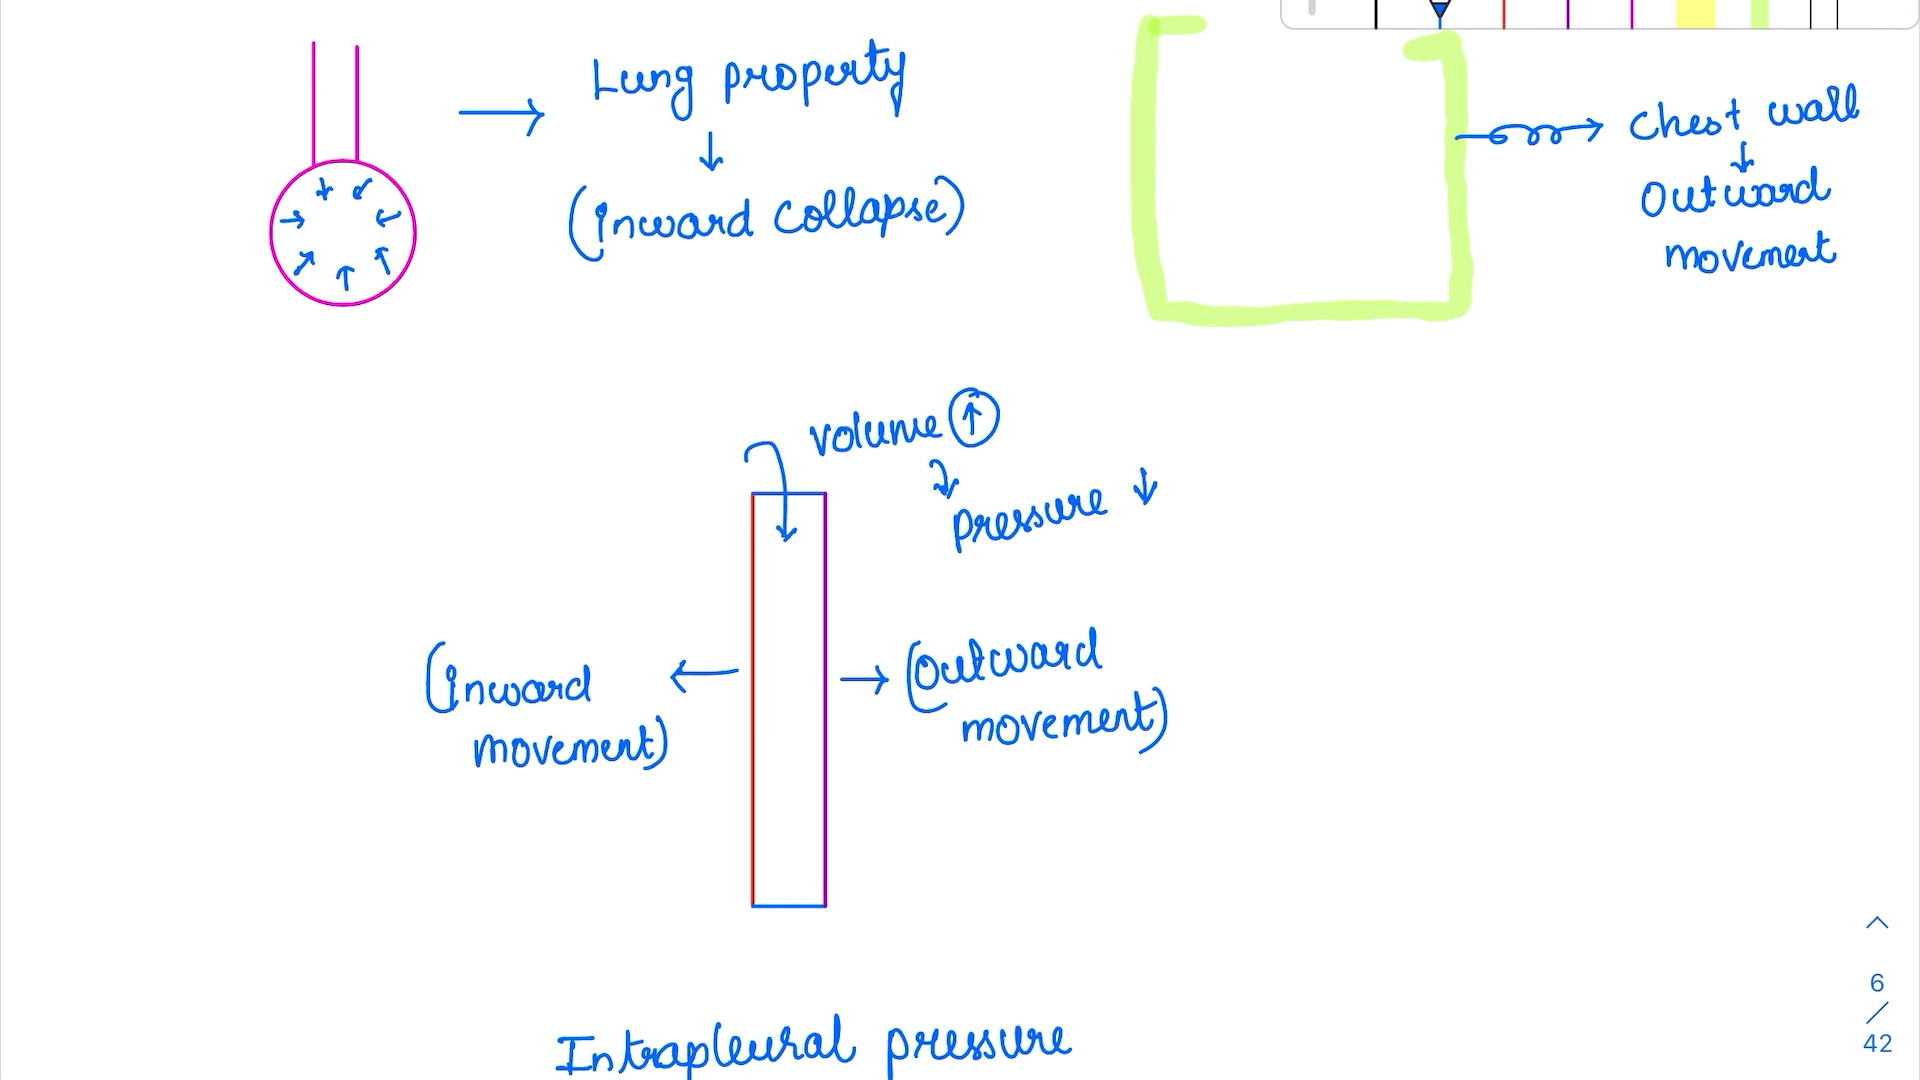 Lung property
↓
(inward collapse)
Chest wall
↓
Outward
movement
volume ↑
Pressure ↓
(inward
movement)
(Outward
movement)
Intrapleural pressure
6
/
42